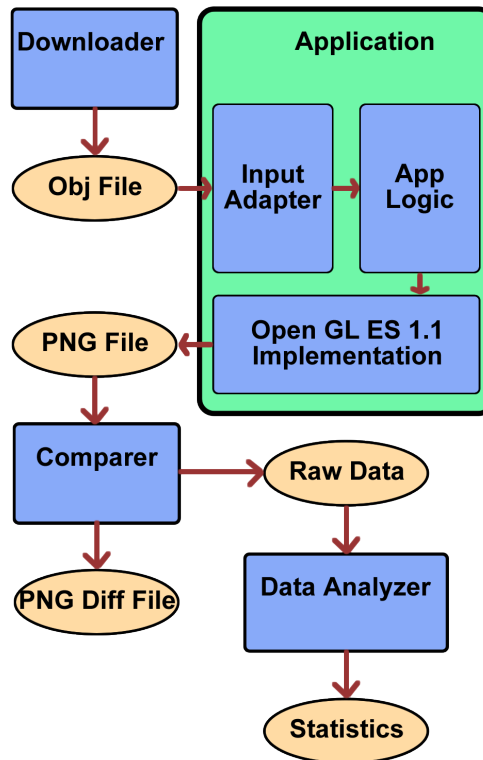 Downloader
Application
Obj File
Input
Adapter
App
Logic
PNG File
Open GL ES 1.1
Implementation
Comparer
Raw Data
PNG Diff File
Data Analyzer
Statistics